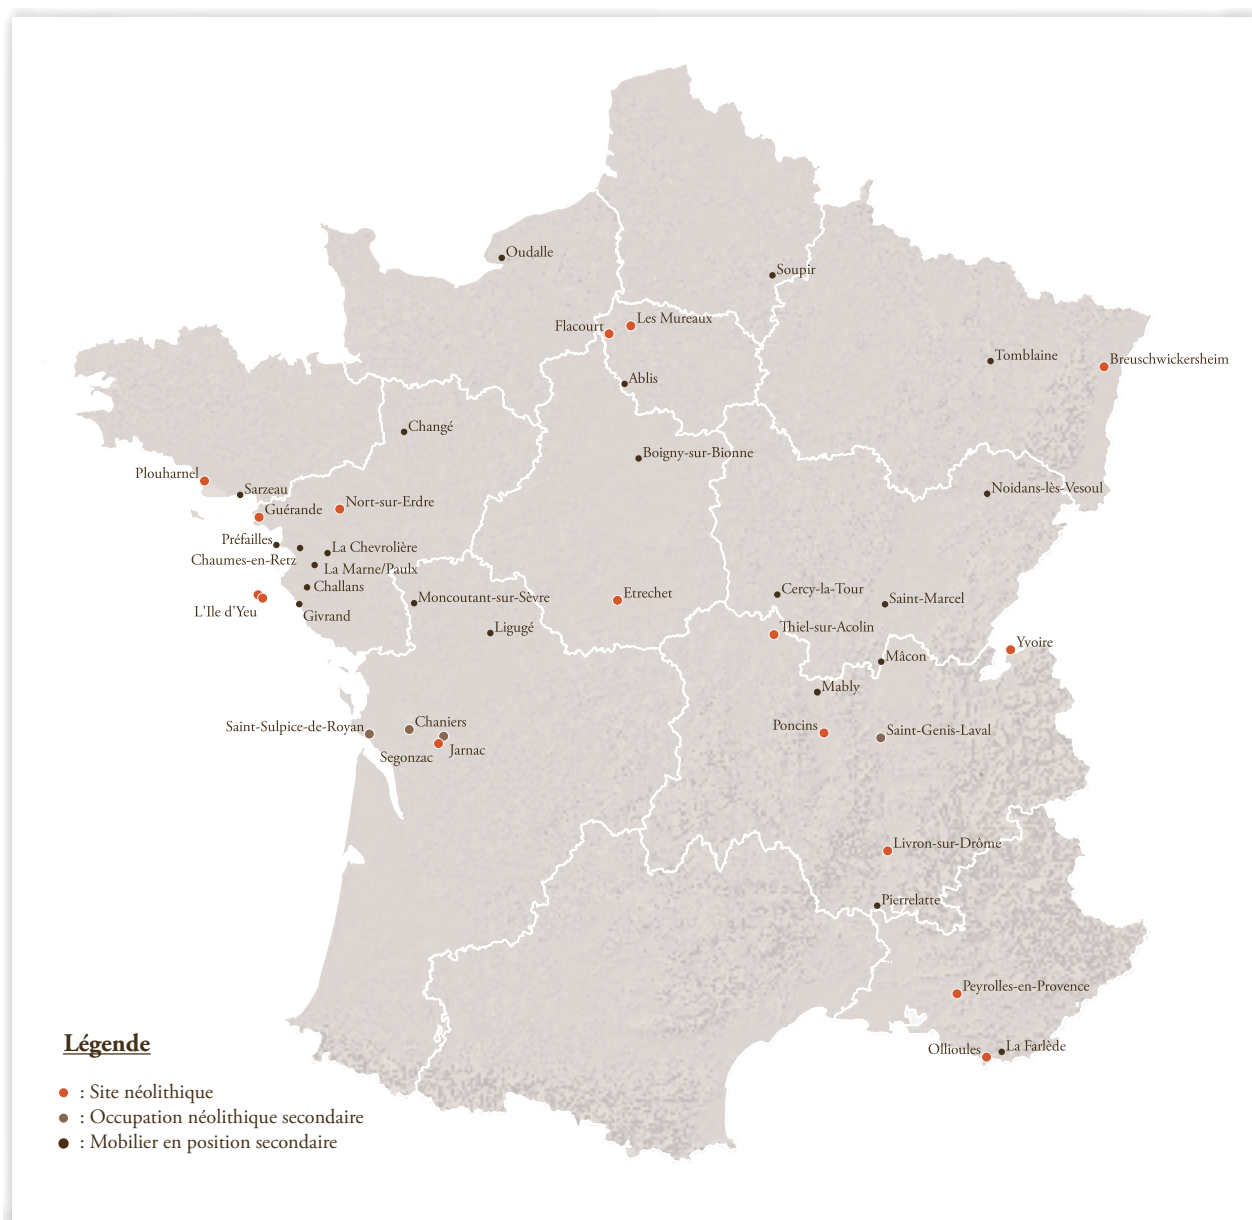 Oudalle
Soupir
Les Mureaux
Flacourt
Tomblaine
Breuschwickersheim
Ablis
Changé
Boigny-sur-Bionne
Plouharnel
Sarzeau
Noidans-lès-Vesoul
Nort-sur-Erdre
Guérande
Préfailles
La Chevrolière
Chaumes-en-Retz
La Marne/Paulx
Challans
Cercy-la-Tour
Etrechet
Moncoutant-sur-Sèvre
Saint-Marcel
L'Ile d'Yeu
Givrand
Ligugé
Thiel-sur-Acolin
Yvoire
Mâcon
Mably
Chaniers
Saint-Sulpice-de-Royan
Poncins
Saint-Genis-Laval
Jarnac
Segonzac
Livron-sur-Drôme
Pierrelatte
Peyrolles-en-Provence
Ollioules
La Farlède
Légende
: Site néolithique
: Occupation néolithique secondaire
: Mobilier en position secondaire